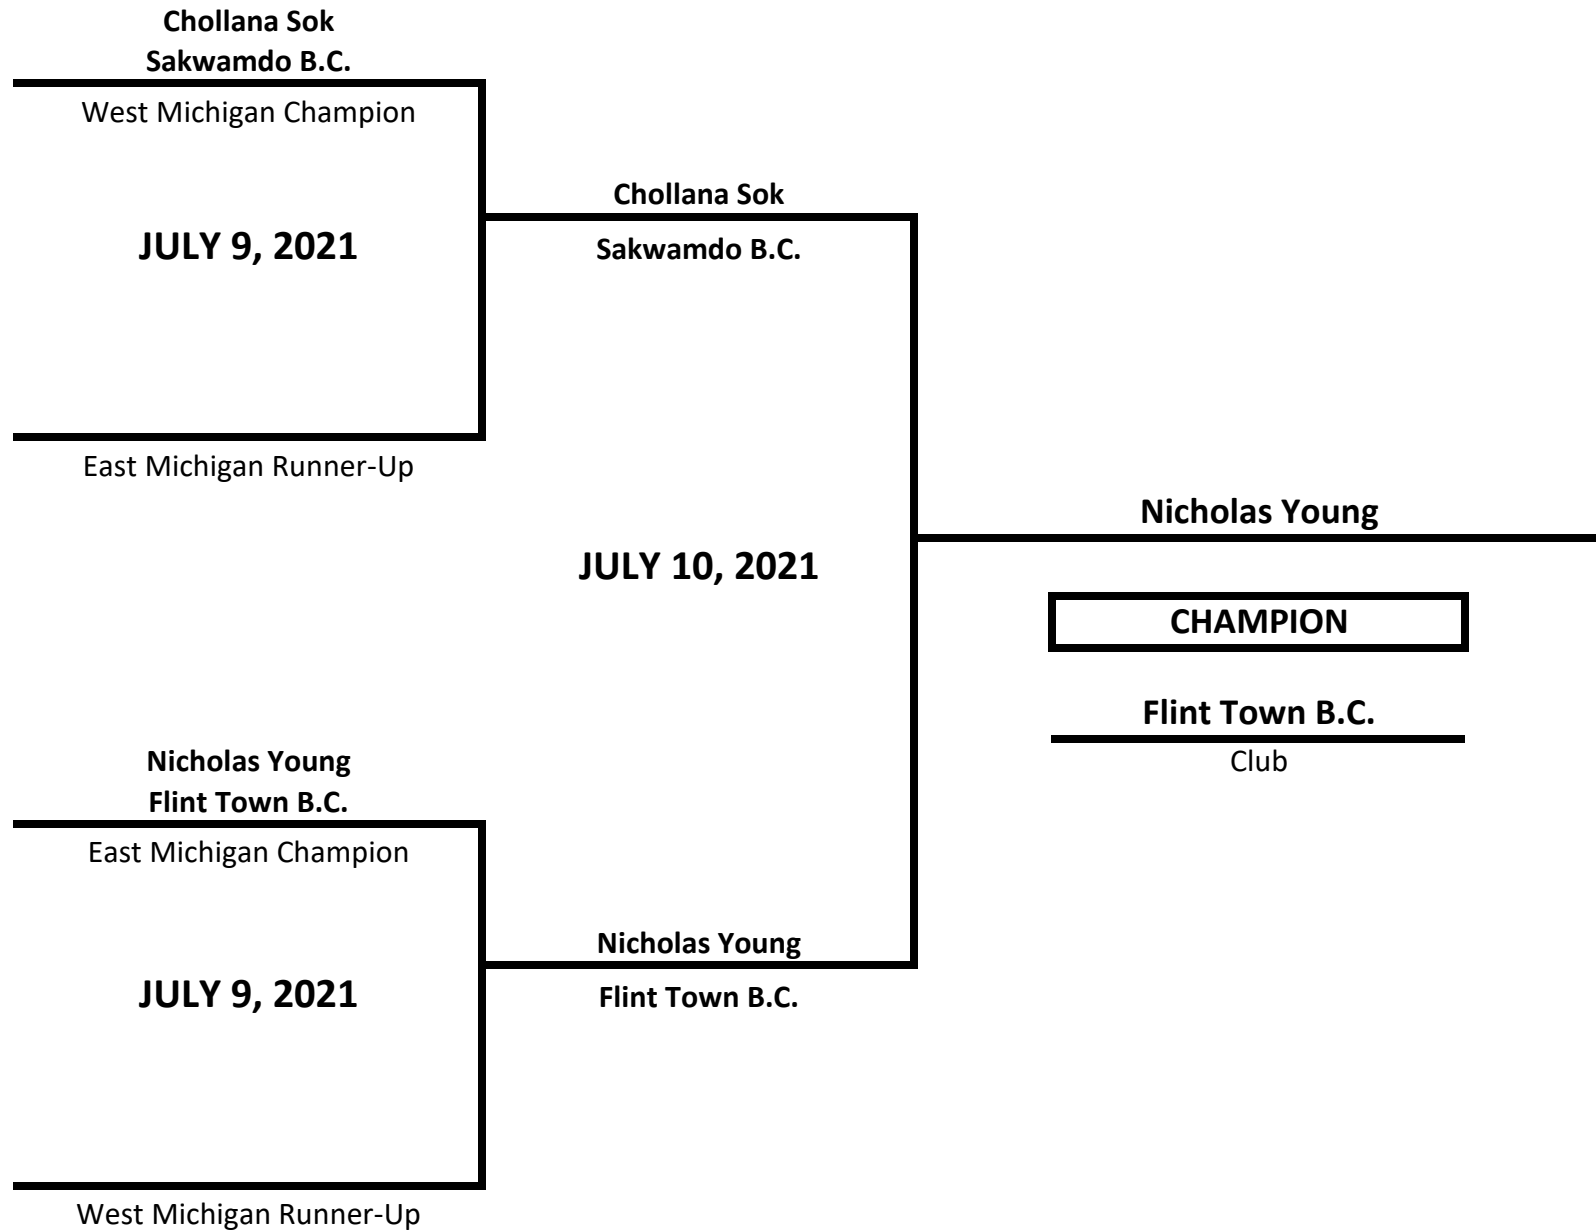 Chollana Sok
Sakwamdo B.C.
West Michigan Champion
JULY 9, 2021
East Michigan Runner-Up
Chollana Sok
Sakwamdo B.C.
JULY 10, 2021
Nicholas Young
CHAMPION
Flint Town B.C.
Club
Nicholas Young
Flint Town B.C.
East Michigan Champion
JULY 9, 2021
West Michigan Runner-Up
Nicholas Young
Flint Town B.C.